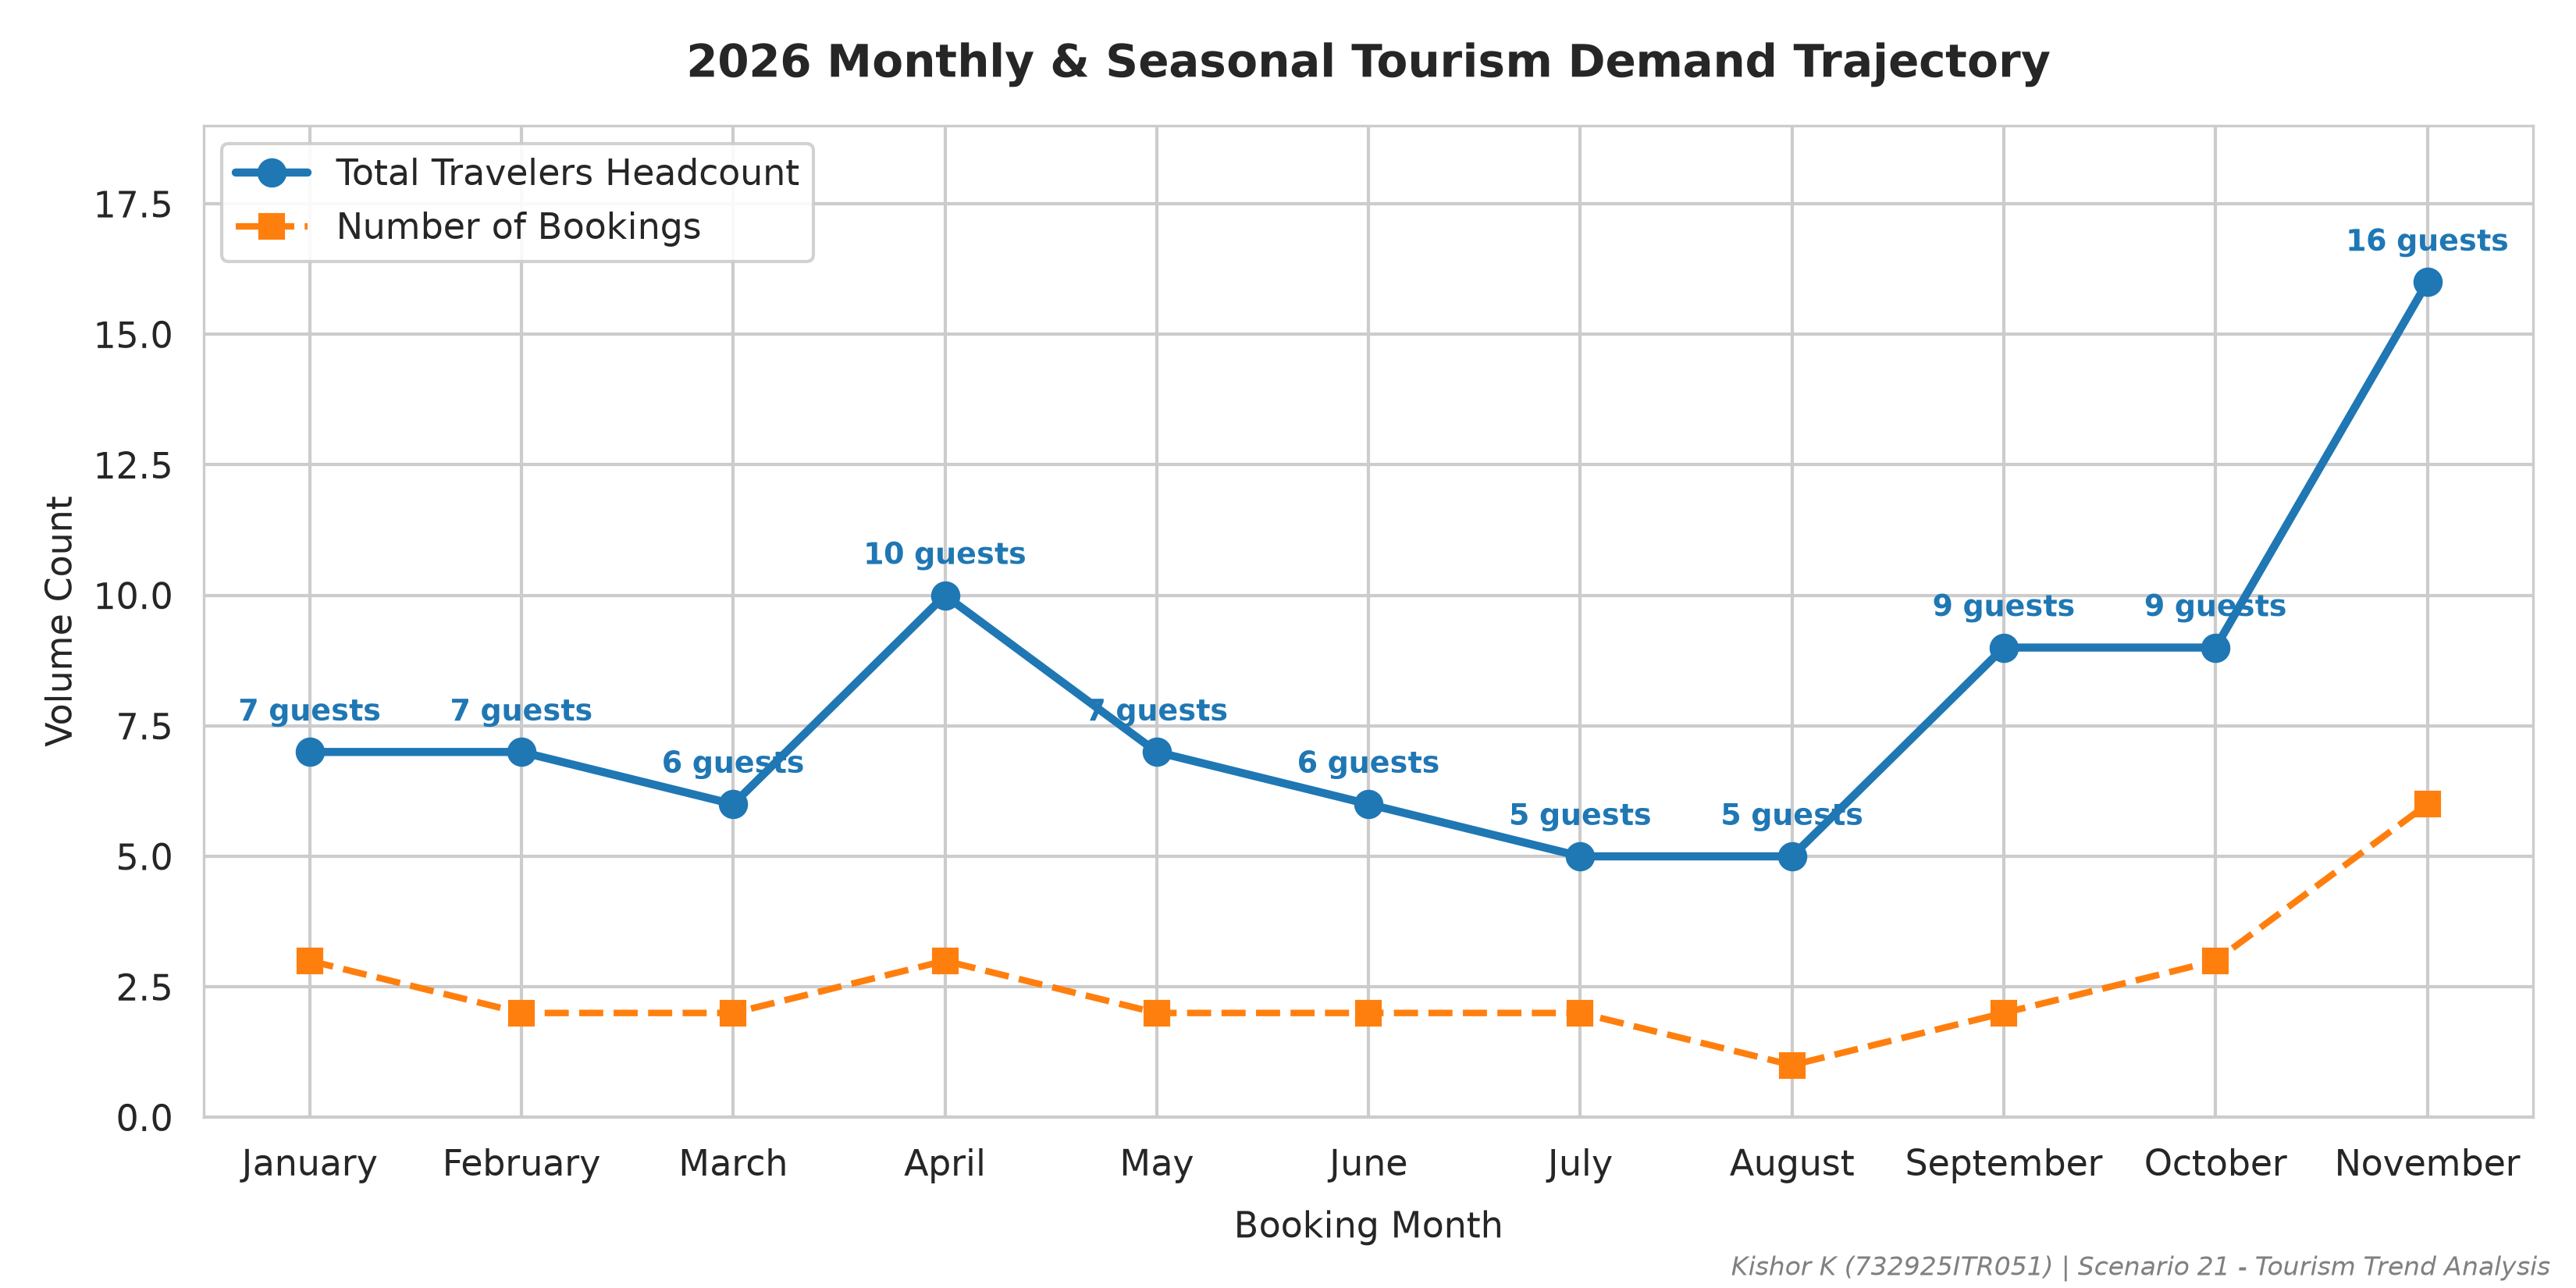 2026 Monthly & Seasonal Tourism Demand Trajectory
Total Travelers Headcount
Number of Bookings
Volume Count
17.5
15.0
12.5
10.0
7.5
5.0
2.5
0.0
7 guests
7 guests
6 guests
10 guests
7 guests
6 guests
5 guests
5 guests
9 guests
9 guests
16 guests
January
February
March
April
May
June
July
August
September
October
November
Booking Month
Kishor K (732925ITR051) | Scenario 21 - Tourism Trend Analysis